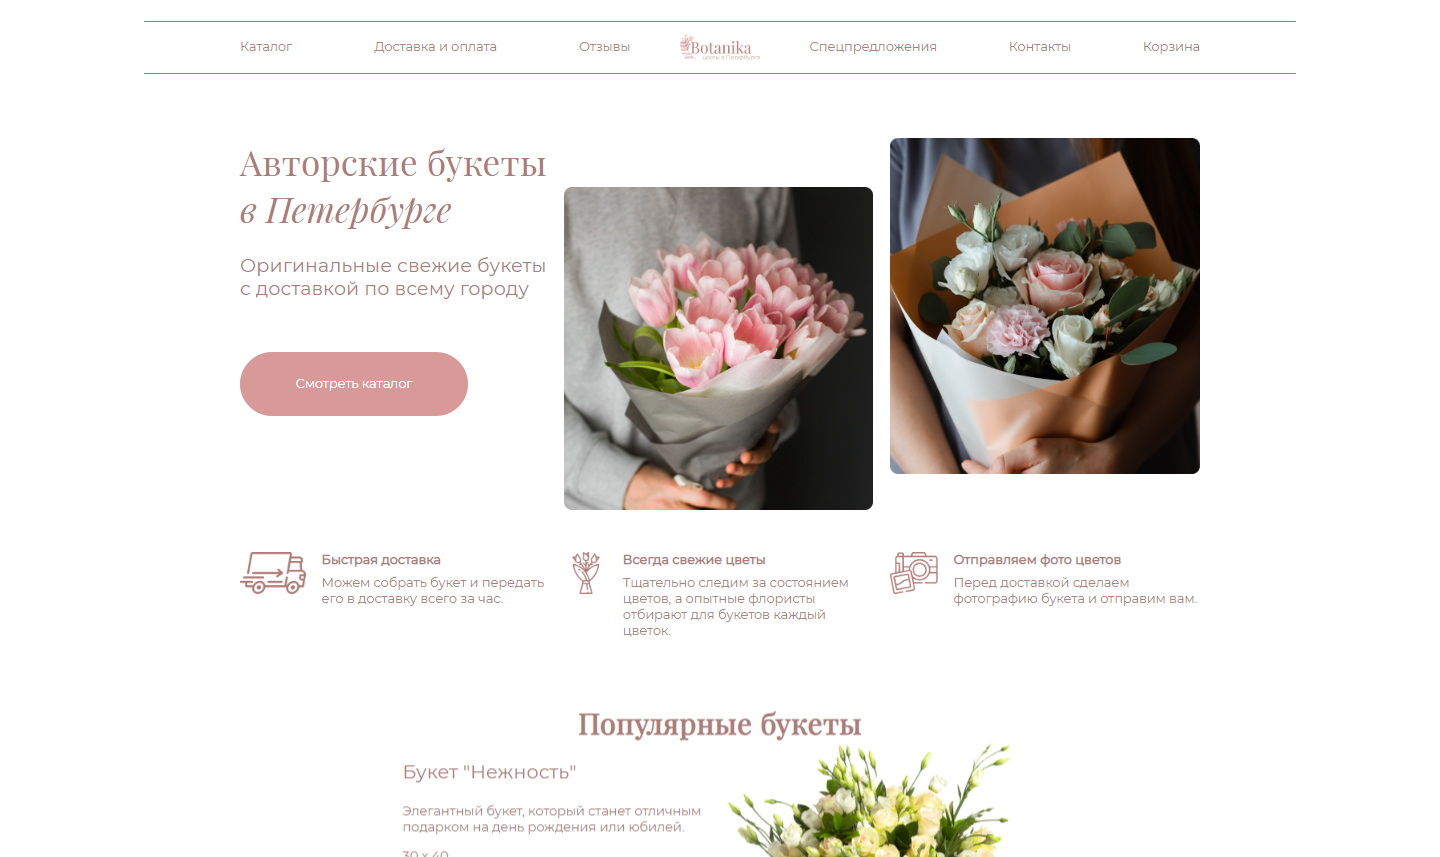 Каталог
Доставка и оплата
Отзывы
Botanika
цветы в Петербурге
Спецпредложения
Контакты
Корзина
Авторские букеты
в Петербурге
Оригинальные свежие букеты
с доставкой по всему городу
Смотреть каталог
Быстрая доставка
Можем собрать букет и передать
его в доставку всего за час.
Всегда свежие цветы
Тщательно следим за состоянием
цветов, а опытные флористы
отбирают для букетов каждый
цветок.
Отправляем фото цветов
Перед доставкой сделаем
фотографию букета и отправим вам.
Популярные букеты
Букет "Нежность"
Элегантный букет, который станет отличным
подарком на день рождения или юбилей.
30 x 40